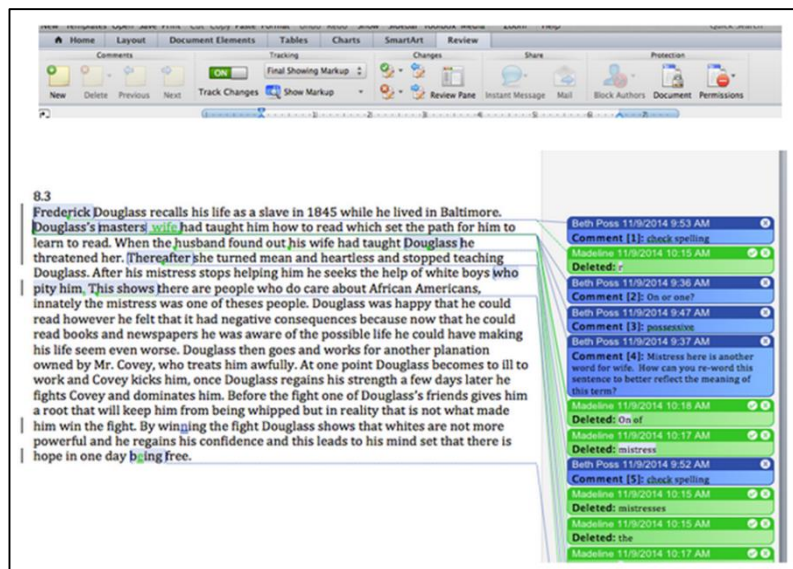 Home Layout Document Elements Tables Charts SmartArt Review
Comments Tracking Changes Share Protection
ON Final Showing Markup
New Delete Previous Next Track Changes Show Markup Review Pane Instant Message Mail Block Authors Document Permissions
8.3
Frederick Douglass recalls his life as a slave in 1845 while he lived in Baltimore.
Douglass's masters wife had taught him how to read which set the path for him to
learn to read. When the husband found out his wife had taught Douglass he
threatened her. Thereafter she turned mean and heartless and stopped teaching
Douglass. After his mistress stops helping him he seeks the help of white boys who
pity him. This shows there are people who do care about African Americans,
innately the mistress was one of theses people. Douglass was happy that he could
read however he felt that it had negative consequences because now that he could
read books and newspapers he was aware of the possible life he could have making
his life seem even worse. Douglass then goes and works for another planation
owned by Mr. Covey, who treats him awfully. At one point Douglass becomes to ill to
work and Covey kicks him, once Douglass regains his strength a few days later he
fights Covey and dominates him. Before the fight one of Douglass's friends gives him
a root that will keep him from being whipped but in reality that is not what made
him win the fight. By winning the fight Douglass shows that whites are not more
powerful and he regains his confidence and this leads to his mind set that there is
hope in one day being free.
Beth Poss 11/9/2014 9:53 AM
Comment [1]: check spelling
Madeline 11/9/2014 10:15 AM
Deleted: r
Beth Poss 11/9/2014 9:36 AM
Comment [2]: On or one?
Beth Poss 11/9/2014 9:47 AM
Comment [3]: possessive
Beth Poss 11/9/2014 9:37 AM
Comment [4]: Mistress here is another
word for wife. How can you re-word this
sentence to better reflect the meaning of
this term?
Madeline 11/9/2014 10:18 AM
Deleted: On of
Madeline 11/9/2014 10:17 AM
Deleted: mistress
Beth Poss 11/9/2014 9:52 AM
Comment [5]: check spelling
Madeline 11/9/2014 10:15 AM
Deleted: mistresses
Madeline 11/9/2014 10:15 AM
Deleted: the
Madeline 11/9/2014 10:17 AM